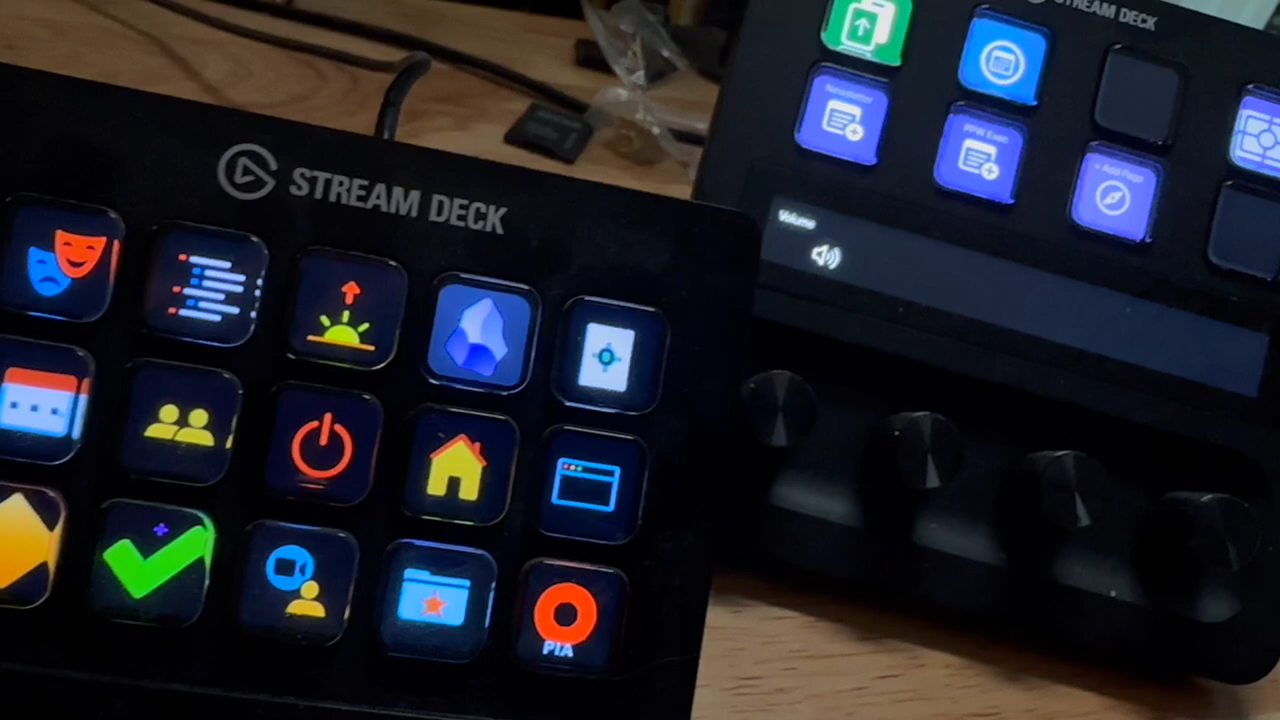 STREAM DECK
PIA
STREAM DECK
Newsletter
PPW Exec
+ Add Page
Volume